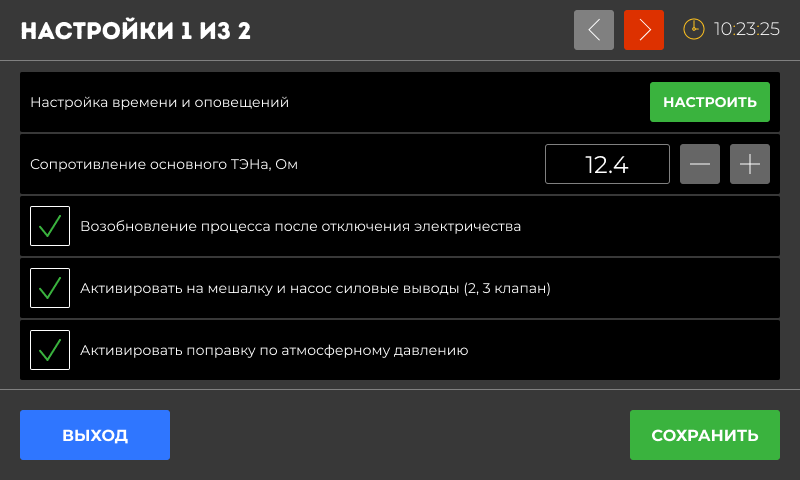 НАСТРОЙКИ 1 ИЗ 2
10:23:25
Настройка времени и оповещений
НАСТРОИТЬ
Сопротивление основного ТЭНа, Ом
12.4
Возобновление процесса после отключения электричества
Активировать на мешалку и насос силовые выводы (2, 3 клапан)
Активировать поправку по атмосферному давлению
ВЫХОД
СОХРАНИТЬ